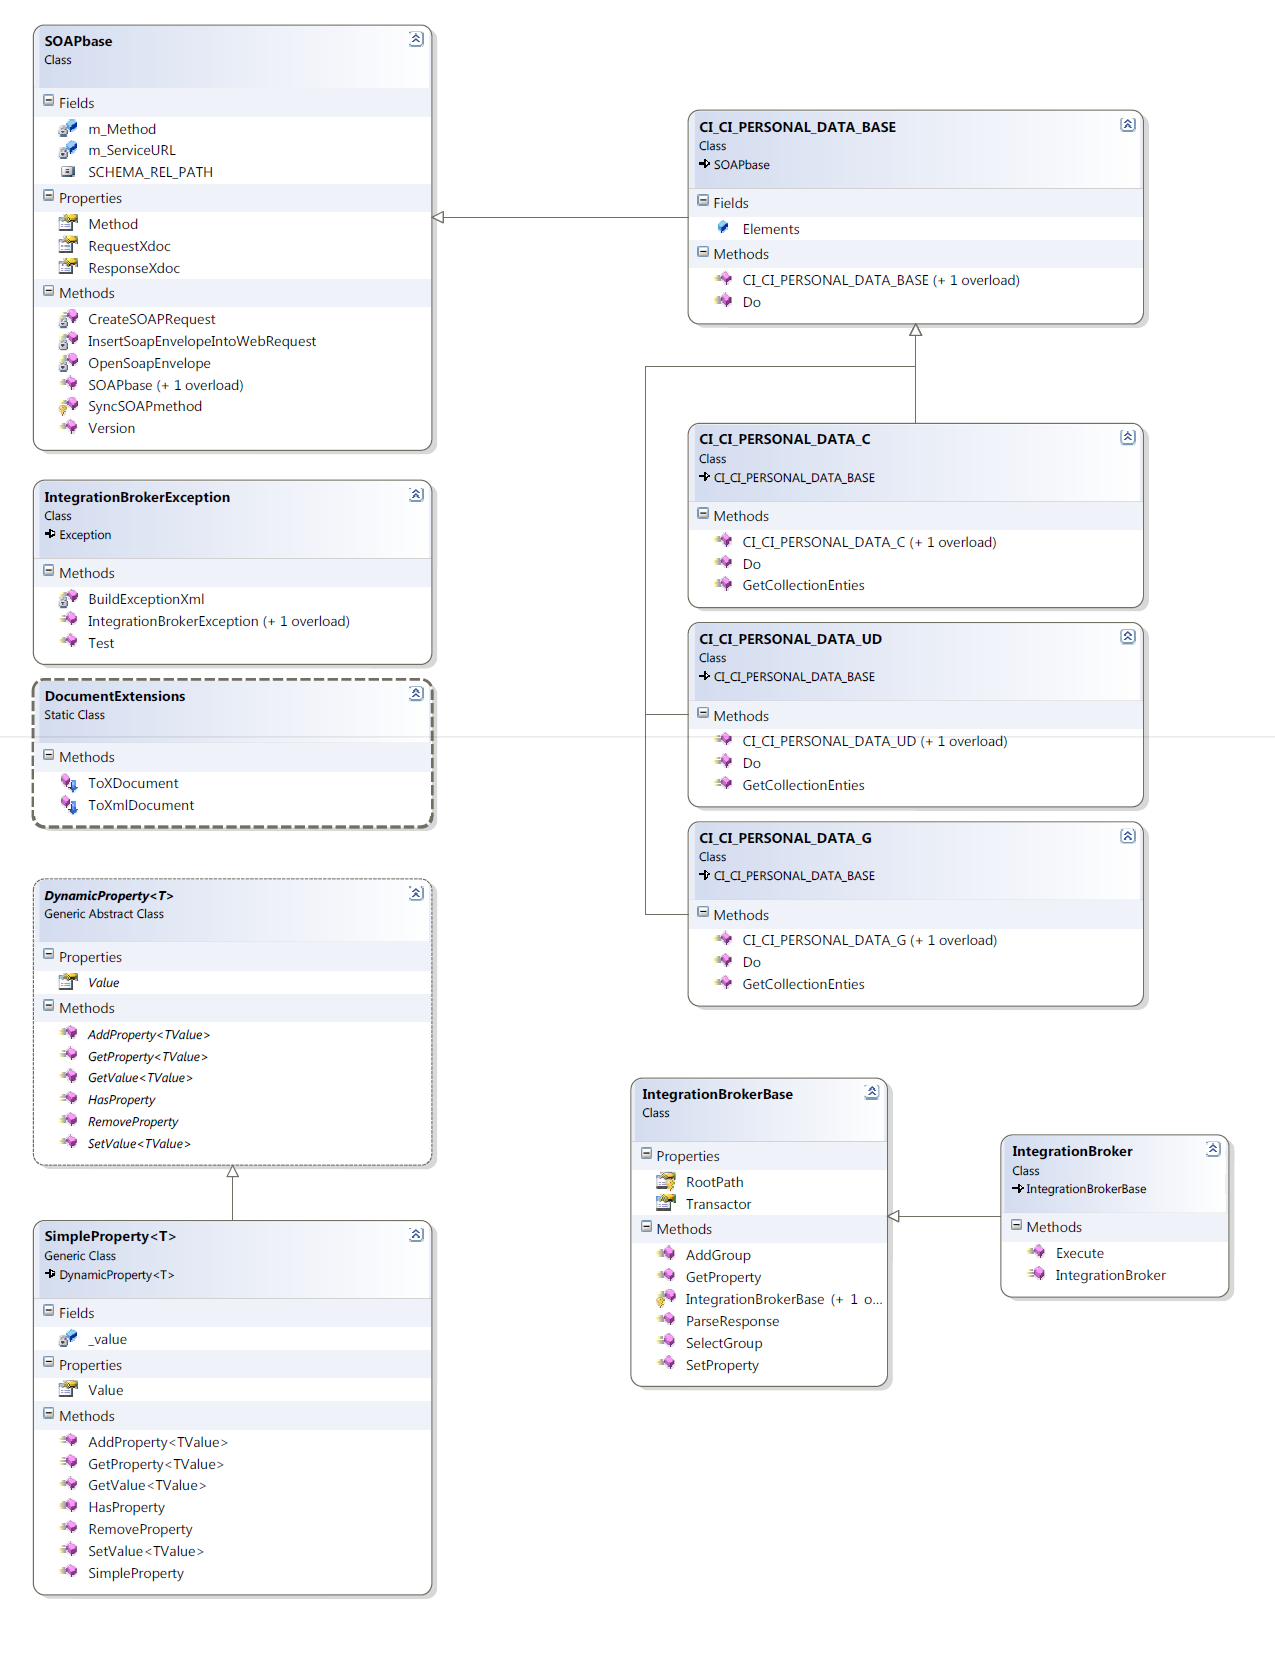 SOAPbase
Class
Fields
m_Method
m_ServiceURL
SCHEMA_REL_PATH
Properties
Method
RequestXdoc
ResponseXdoc
Methods
CreateSOAPRequest
InsertSoapEnvelopeIntoWebRequest
OpenSoapEnvelope
SOAPbase (+ 1 overload)
SyncSOAPmethod
Version
IntegrationBrokerException
Class
Exception
Methods
BuildExceptionXml
IntegrationBrokerException (+ 1 overload)
Test
DocumentExtensions
Static Class
Methods
ToXDocument
ToXmlDocument
DynamicProperty<T>
Generic Abstract Class
Properties
Value
Methods
AddProperty<TValue>
GetProperty<TValue>
GetValue<TValue>
HasProperty
RemoveProperty
SetValue<TValue>
SimpleProperty<T>
Generic Class
DynamicProperty<T>
Fields
_value
Properties
Value
Methods
AddProperty<TValue>
GetProperty<TValue>
GetValue<TValue>
HasProperty
RemoveProperty
SetValue<TValue>
SimpleProperty
CI_CI_PERSONAL_DATA_BASE
Class
SOAPbase
Fields
Elements
Methods
CI_CI_PERSONAL_DATA_BASE (+ 1 overload)
Do
CI_CI_PERSONAL_DATA_C
Class
CI_CI_PERSONAL_DATA_BASE
Methods
CI_CI_PERSONAL_DATA_C (+ 1 overload)
Do
GetCollectionEnties
CI_CI_PERSONAL_DATA_UD
Class
CI_CI_PERSONAL_DATA_BASE
Methods
CI_CI_PERSONAL_DATA_UD (+ 1 overload)
Do
GetCollectionEnties
CI_CI_PERSONAL_DATA_G
Class
CI_CI_PERSONAL_DATA_BASE
Methods
CI_CI_PERSONAL_DATA_G (+ 1 overload)
Do
GetCollectionEnties
IntegrationBrokerBase
Class
Properties
RootPath
Transactor
Methods
AddGroup
GetProperty
IntegrationBrokerBase (+ 1 o...
ParseResponse
SelectGroup
SetProperty
IntegrationBroker
Class
IntegrationBrokerBase
Methods
Execute
IntegrationBroker